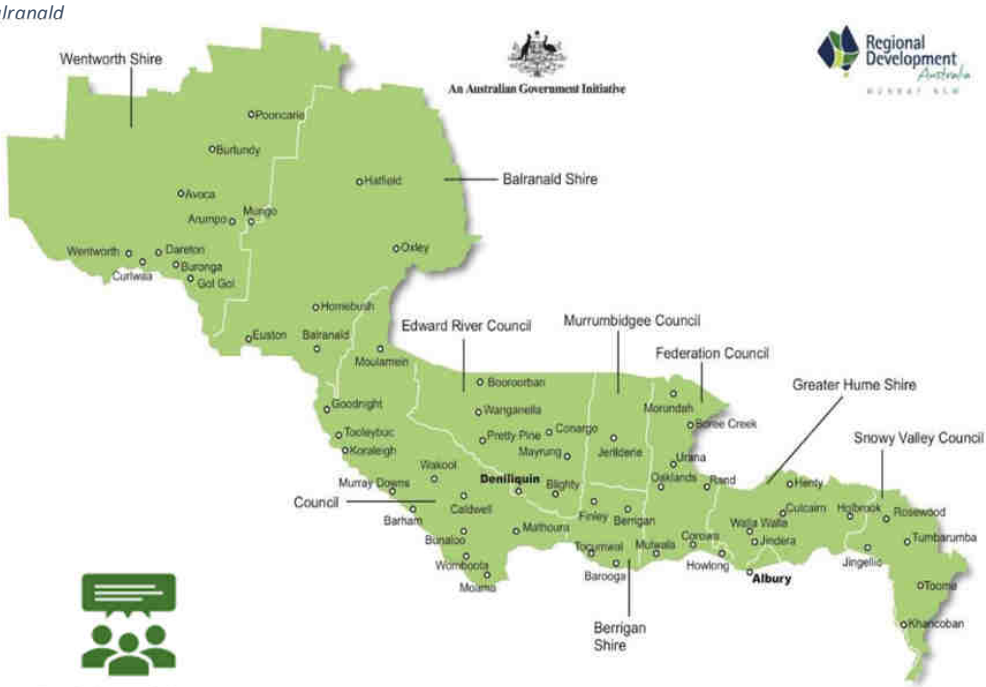 alranald
Wentworth Shire
An Australian Government Initiative
Regional
Development
Australia
MURRAY NSW
Pooncarie
Burtundy
Hatfield
Balranald Shire
Avoca
Arumpo
Mungo
Wentworth
Dareton
Oxley
Curlwaa
Buronga
Gol Gol
Homebush
Edward River Council
Murrumbidgee Council
Euston
Balranald
Moulamein
Federation Council
Greater Hume Shire
Booroorban
Goodnight
Wanganella
Morundah
Boree Creek
Tooleybuc
Pretty Pine
Conargo
Snowy Valley Council
Koraleigh
Mayrung
Jerilderie
Urana
Wakool
Murray Downs
Deniliquin
Blighty
Oaklands
Rand
Henty
Council
Caldwell
Finley
Berrigan
Culcairn
Holbrook
Rosewood
Barham
Mathoura
Walla Walla
Bunaloo
Tocumwal
Mulwala
Corowa
Jindera
Tumbarumba
Womboota
Barooga
Howlong
Albury
Jingellic
Moama
Tooma
Khancoban
Berrigan
Shire